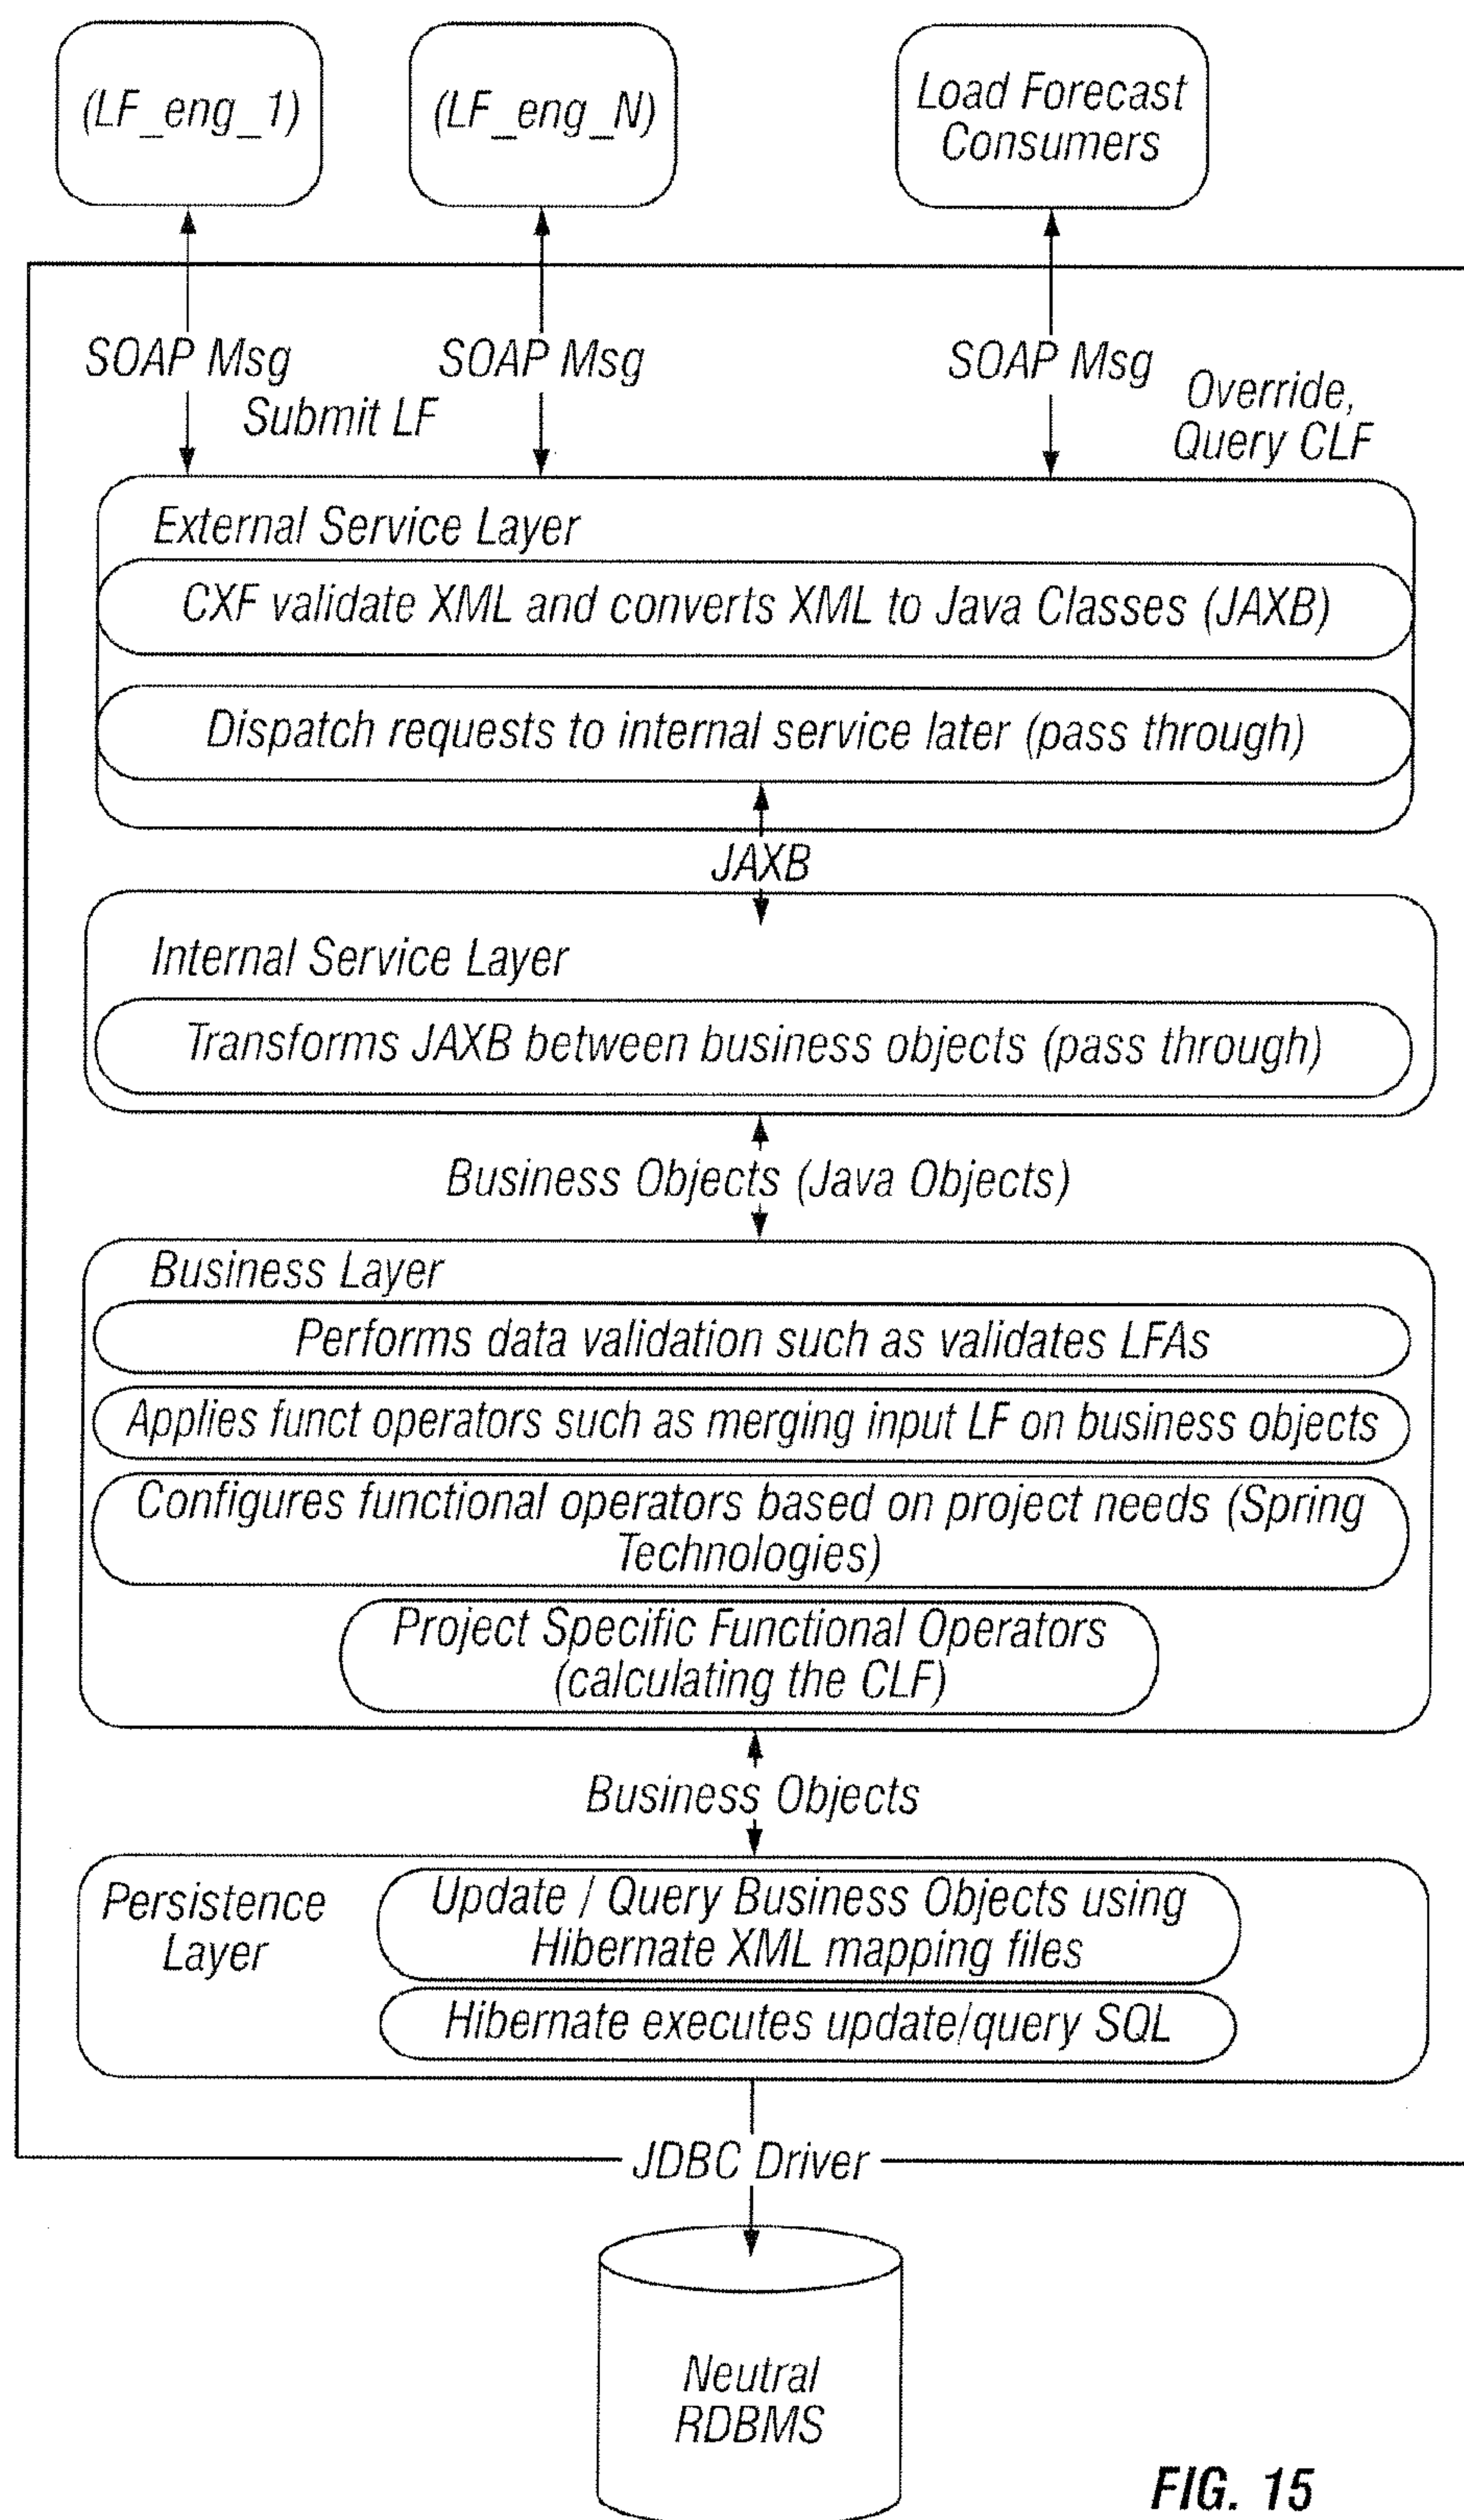 (LF_eng_1)
(LF_eng_N)
Load Forecast
Consumers
SOAP Msg
SOAP Msg
SOAP Msg
Submit LF
Override,
Query CLF
External Service Layer
CXF validate XML and converts XML to Java Classes (JAXB)
Dispatch requests to internal service later (pass through)
JAXB
Internal Service Layer
Transforms JAXB between business objects (pass through)
Business Objects (Java Objects)
Business Layer
Performs data validation such as validates LFAs
Applies funct operators such as merging input LF on business objects
Configures functional operators based on project needs (Spring
Technologies)
Project Specific Functional Operators
(calculating the CLF)
Business Objects
Persistence
Layer
Update / Query Business Objects using
Hibernate XML mapping files
Hibernate executes update/query SQL
JDBC Driver
Neutral
RDBMS
FIG. 15